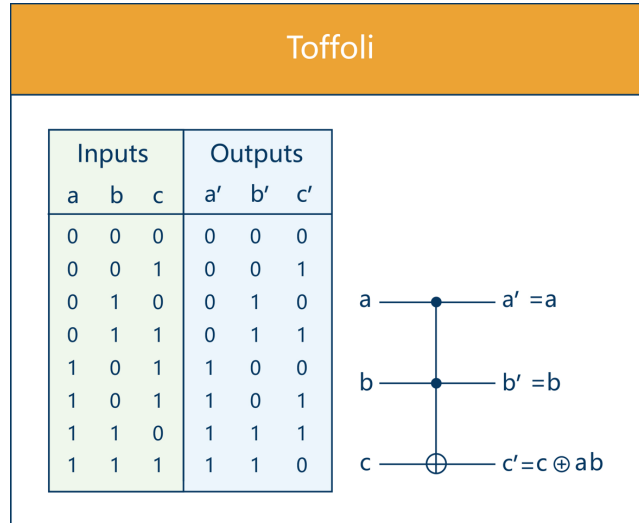 Toffoli
Inputs Outputs
a b c a′ b′ c′
0 0 0 0 0 0
0 0 1 0 0 1
0 1 0 0 1 0
0 1 1 0 1 1
1 0 1 1 0 0
1 0 1 1 0 1
1 1 0 1 1 1
1 1 1 1 1 0
a a′ =a
b b′ =b
c c′=c ⊕ ab